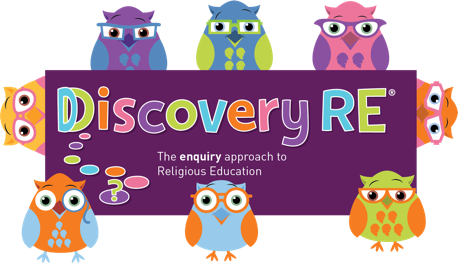 Discovery RE®
The enquiry approach to
Religious Education
?